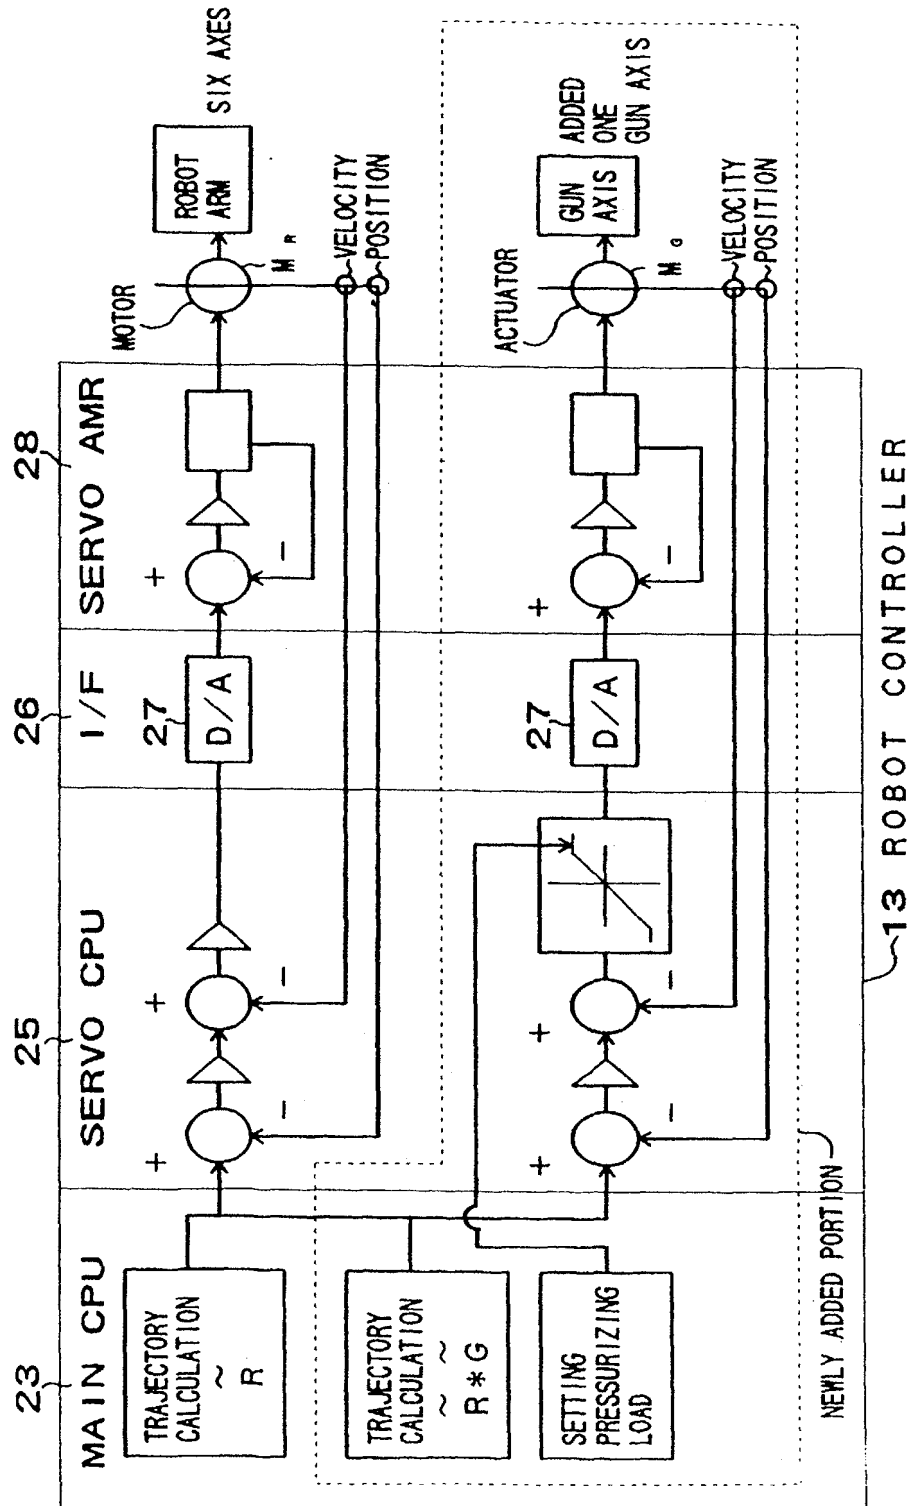 23
MAIN CPU
25
SERVO CPU
26
I/F
28
SERVO AMR
TRAJECTORY
CALCULATION
~
R
+
−
+
−
27
D/A
+
−
MOTOR
M R
ROBOT
ARM
SIX AXES
VELOCITY
POSITION
TRAJECTORY
CALCULATION
~ ~
R*G
SETTING
PRESSURIZING
LOAD
+
−
+
−
27
D/A
+
−
ACTUATOR
M G
GUN
AXIS
ADDED
ONE
GUN AXIS
VELOCITY
POSITION
NEWLY ADDED PORTION
13 ROBOT CONTROLLER